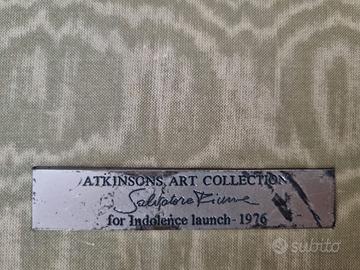 ATKINSONS ART COLLECTION
Salvatore Fiume
for Indolence launch - 1976
subito